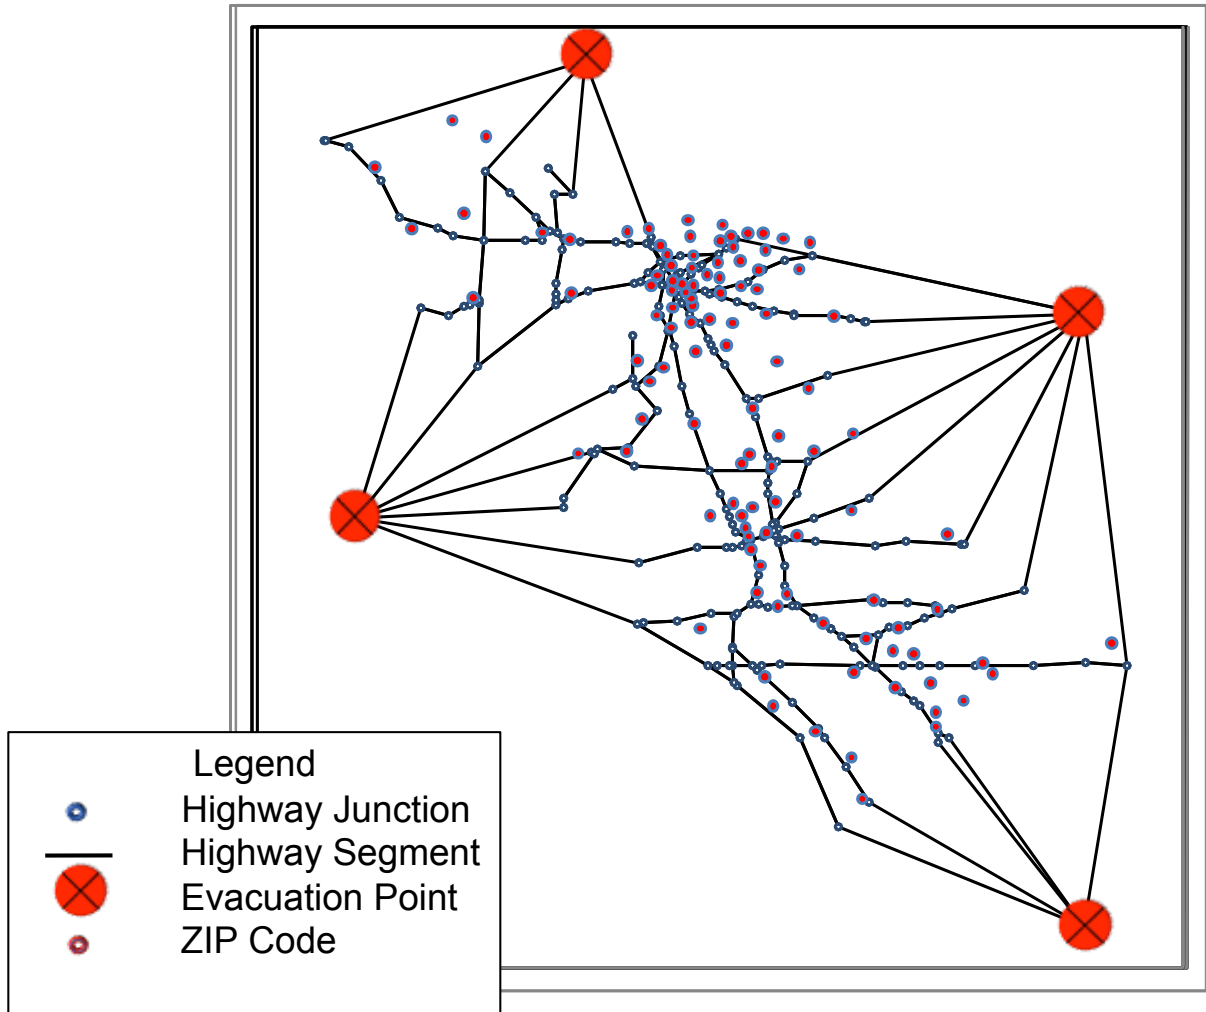 Legend
Highway Junction
Highway Segment
Evacuation Point
ZIP Code